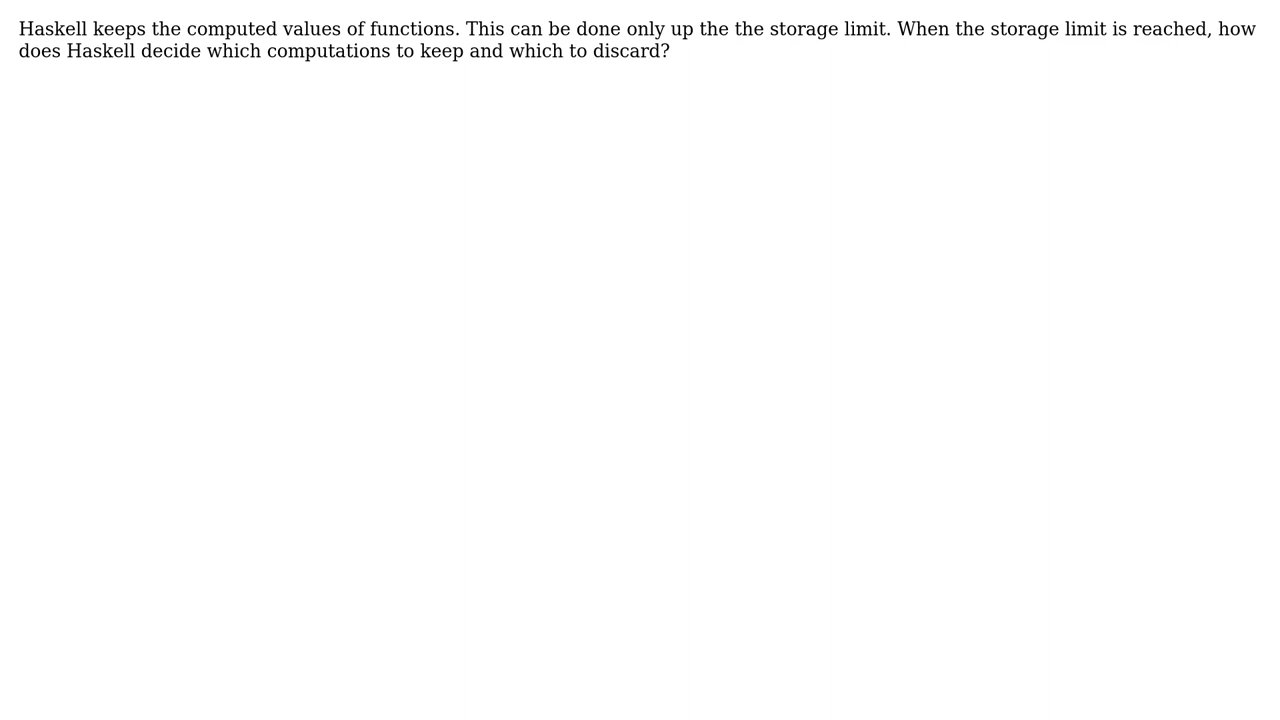 Haskell keeps the computed values of functions. This can be done only up the the storage limit. When the storage limit is reached, how
does Haskell decide which computations to keep and which to discard?